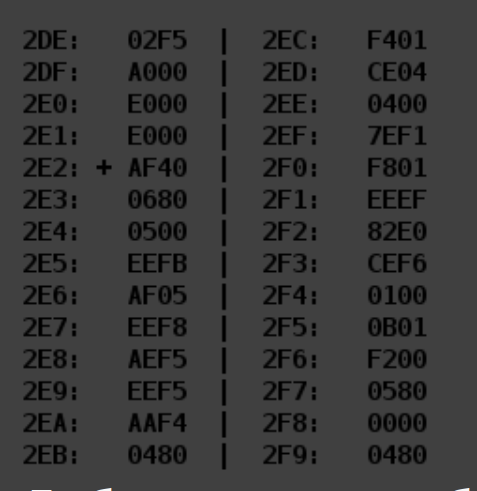 2DE: 02F5 | 2EC: F401
2DF: A000 | 2ED: CE04
2E0: E000 | 2EE: 0400
2E1: E000 | 2EF: 7EF1
2E2: + AF40 | 2F0: F801
2E3: 0680 | 2F1: EEEF
2E4: 0500 | 2F2: 82E0
2E5: EEFB | 2F3: CEF6
2E6: AF05 | 2F4: 0100
2E7: EEF8 | 2F5: 0B01
2E8: AEF5 | 2F6: F200
2E9: EEF5 | 2F7: 0580
2EA: AAF4 | 2F8: 0000
2EB: 0480 | 2F9: 0480